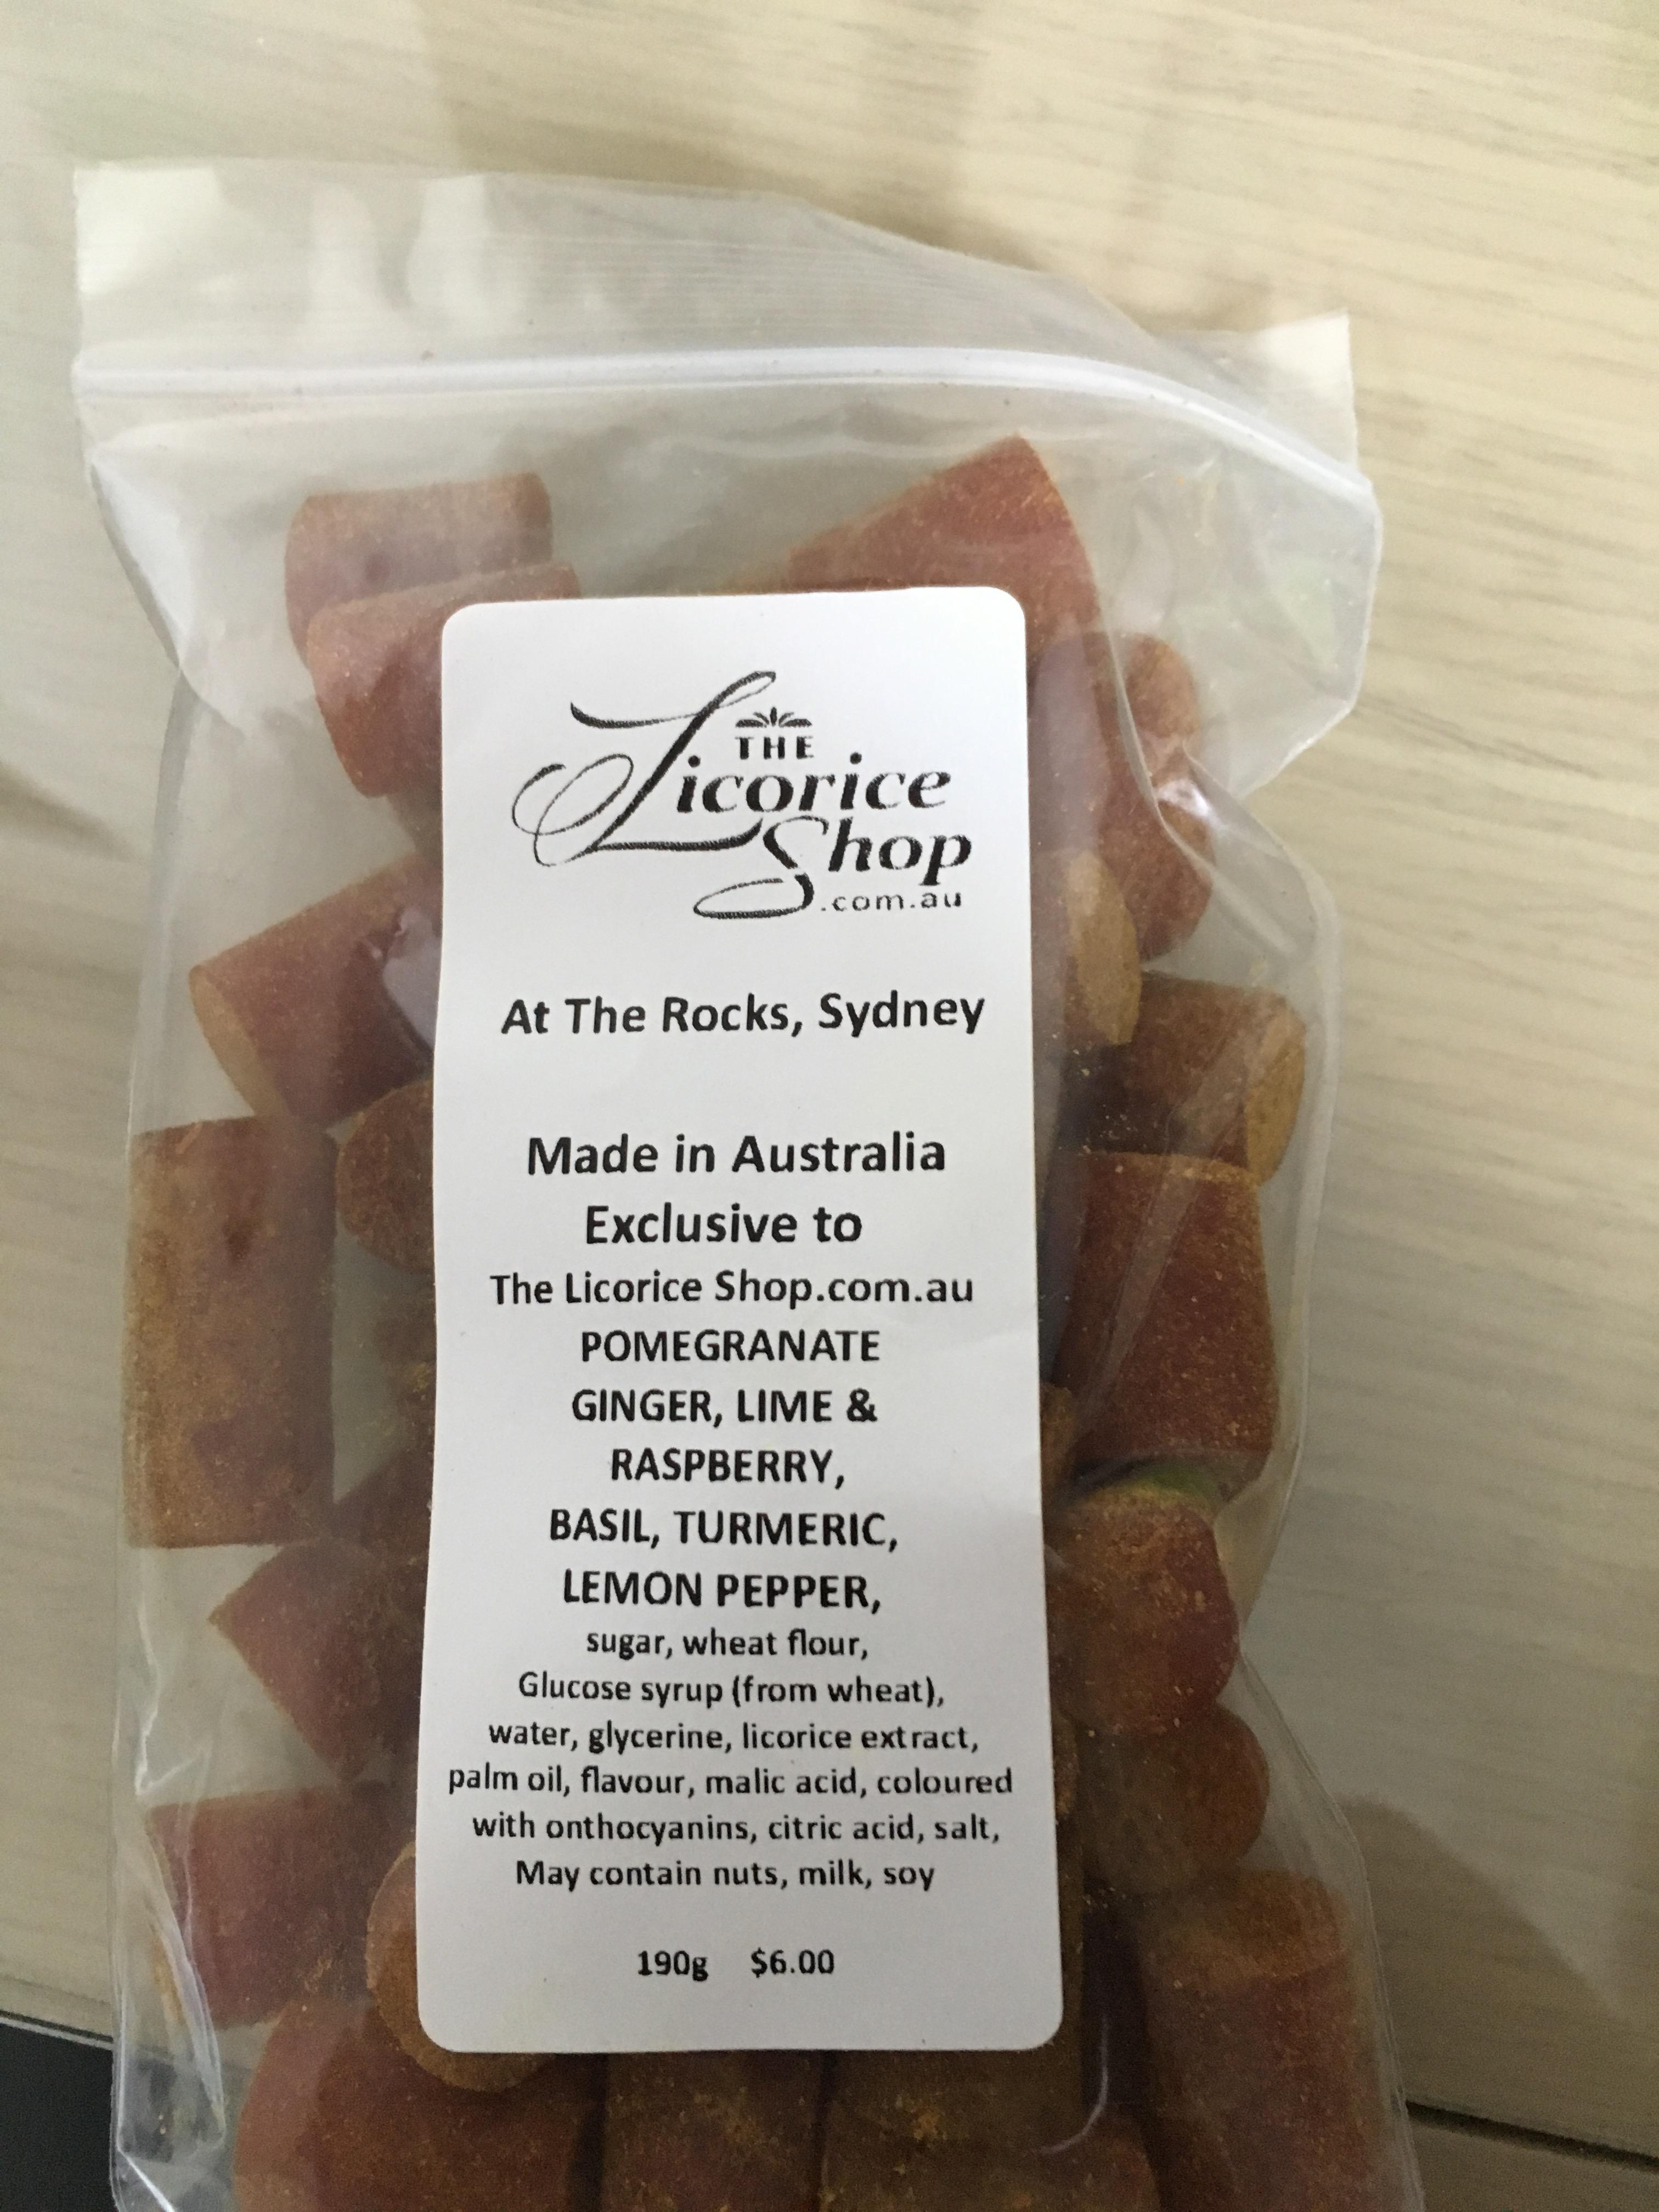 THE
Licorice
Shop
.com.au
At The Rocks, Sydney
Made in Australia
Exclusive to
The Licorice Shop.com.au
POMEGRANATE
GINGER, LIME &
RASPBERRY,
BASIL, TURMERIC,
LEMON PEPPER,
sugar, wheat flour,
Glucose syrup (from wheat),
water, glycerine, licorice extract,
palm oil, flavour, malic acid, coloured
with onthocyanins, citric acid, salt,
May contain nuts, milk, soy
190g $6.00